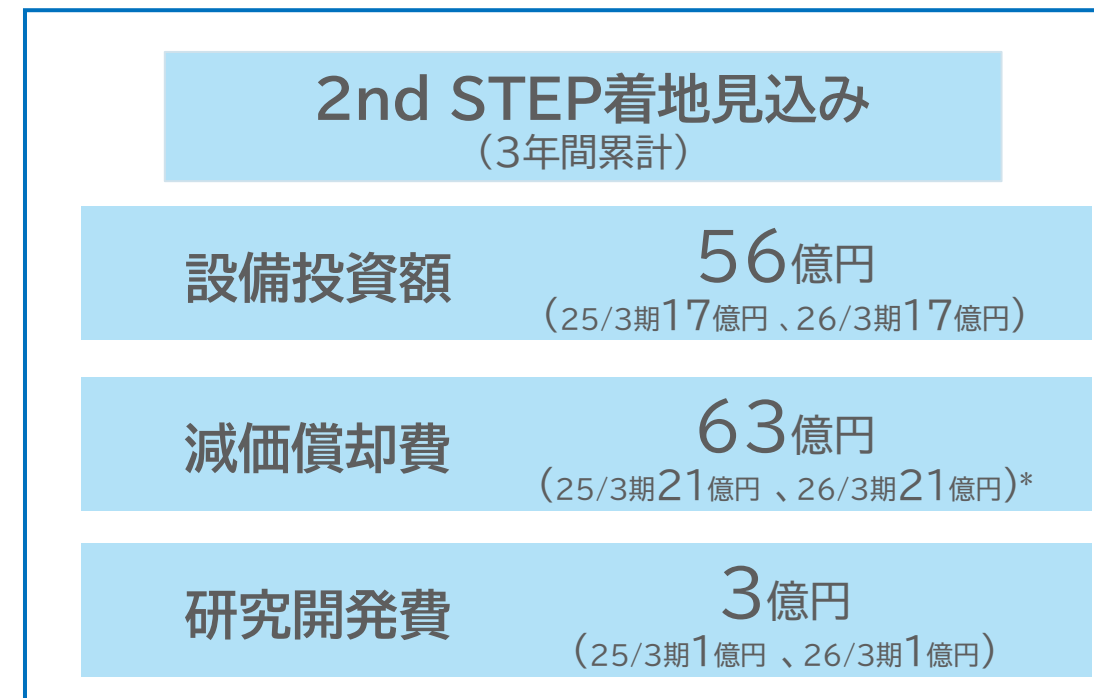 2nd STEP着地見込み
（3年間累計）
設備投資額
56億円
（25/3期17億円 、26/3期17億円）
減価償却費
63億円
（25/3期21億円 、26/3期21億円）*
研究開発費
3億円
（25/3期1億円 、26/3期1億円）